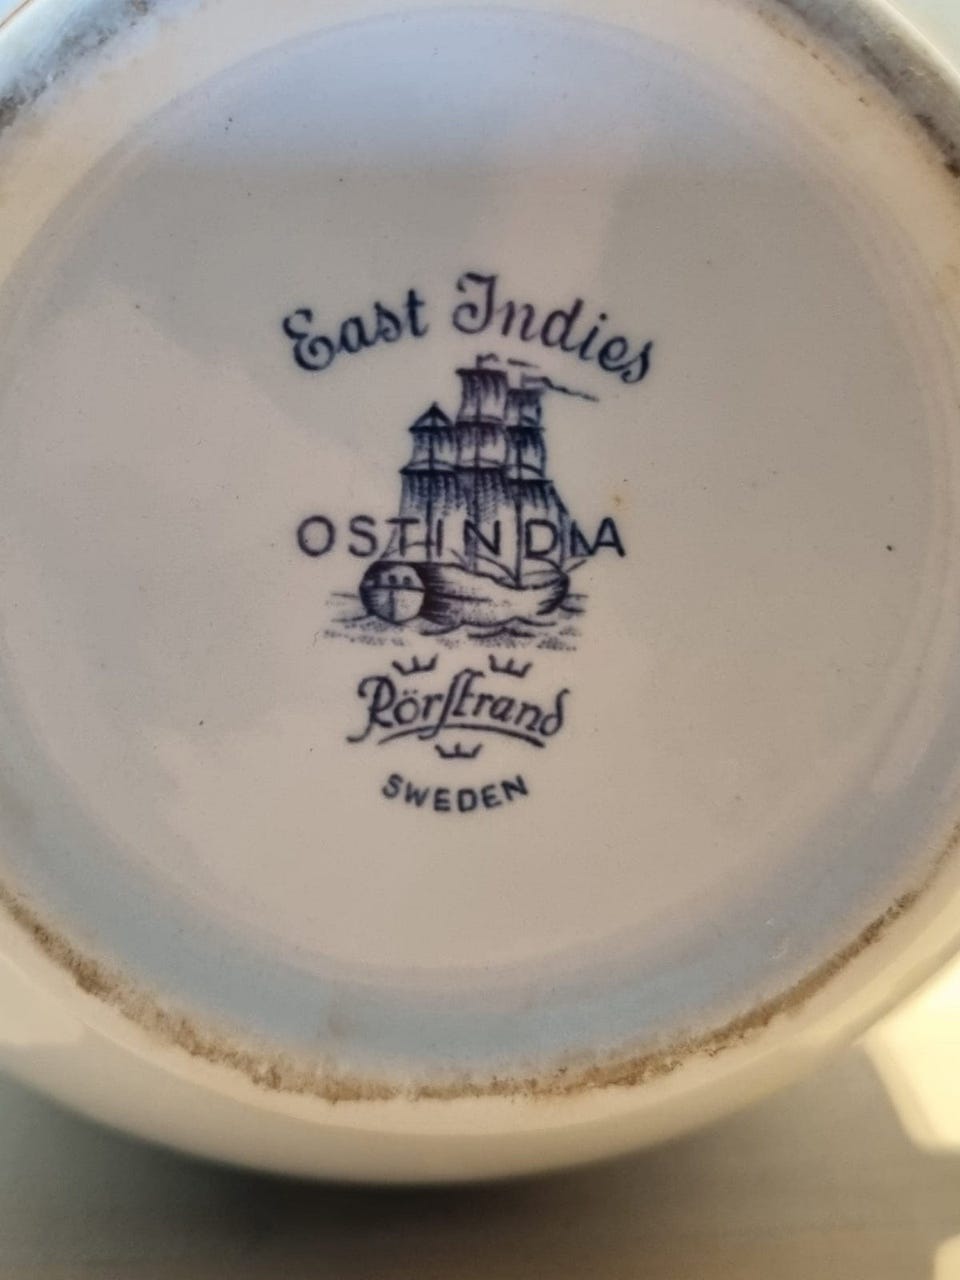 East Indies
OSTINDIA
Rörstrand
SWEDEN